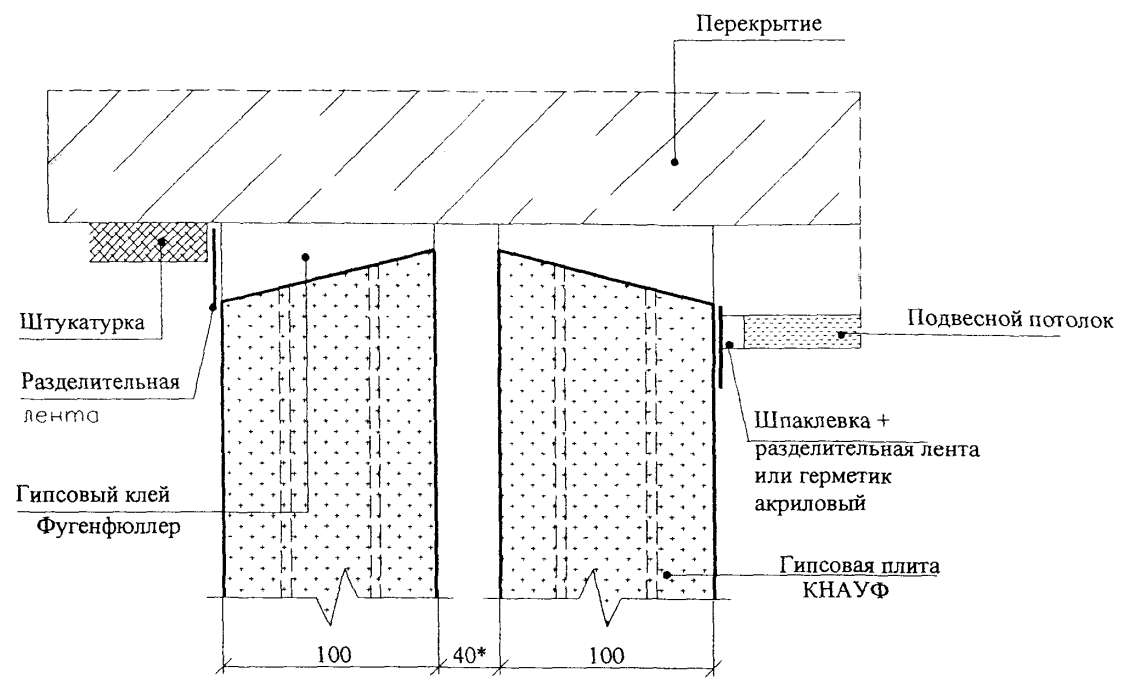 Перекрытие
Штукатурка
Подвесной потолок
Разделительная
лента
Шпаклевка +
разделительная лента
или герметик
акриловый
Гипсовый клей
Фугенфюллер
Гипсовая плита
КНАУФ
100
40*
100